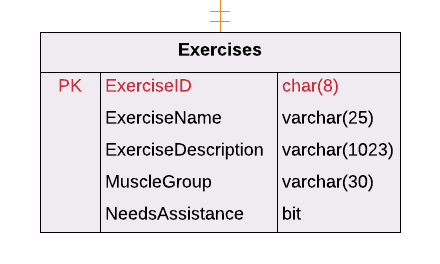 Exercises
PK ExerciseID char(8)
ExerciseName varchar(25)
ExerciseDescription varchar(1023)
MuscleGroup varchar(30)
NeedsAssistance bit